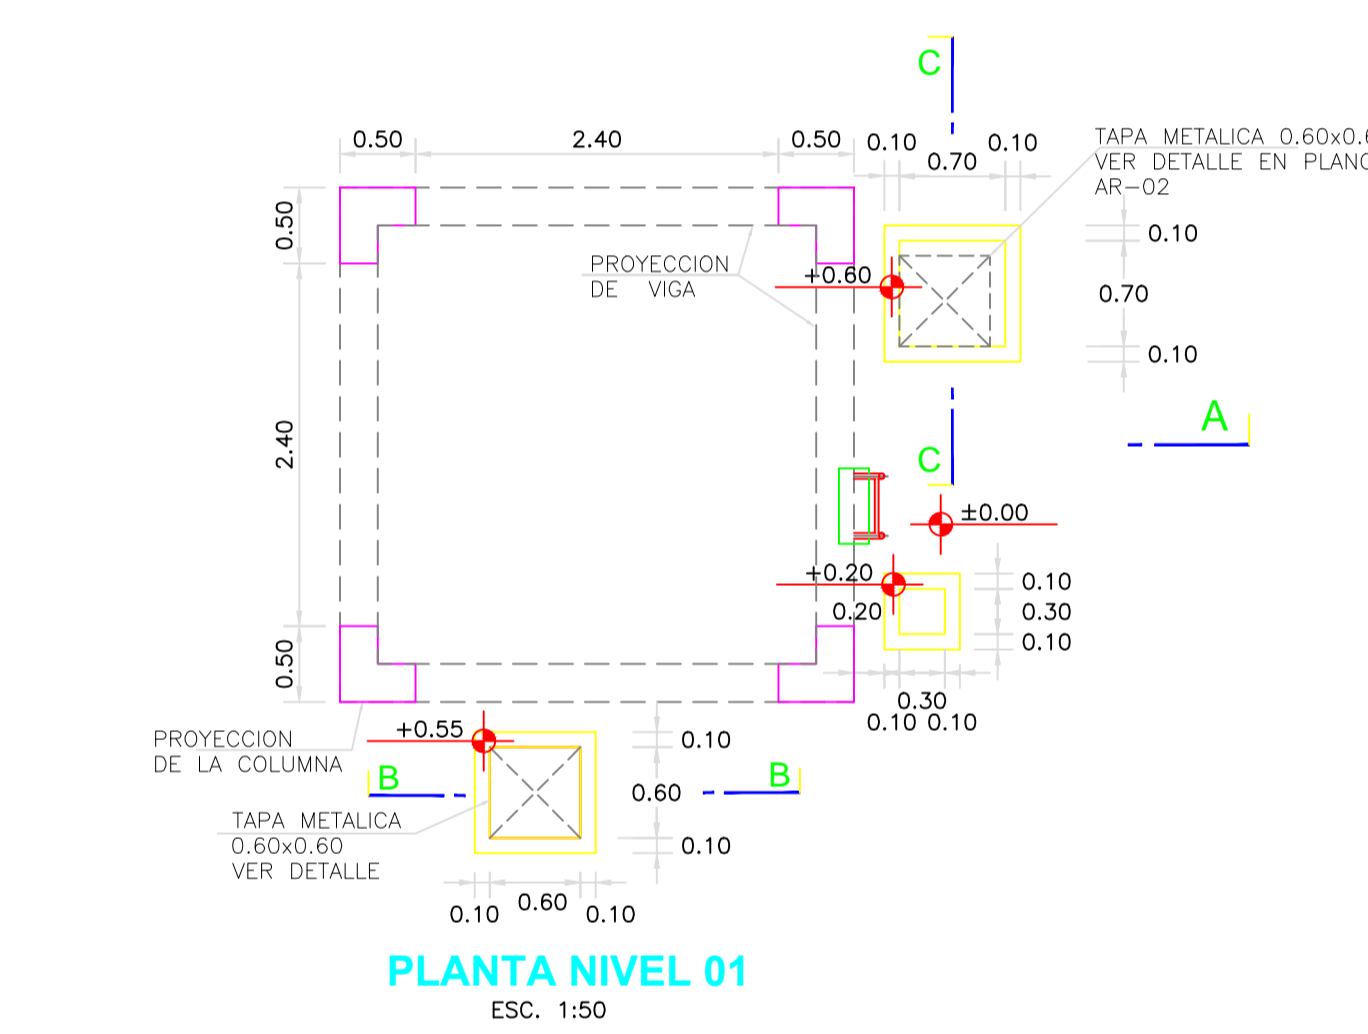 C
0.50
2.40
0.50
0.10
0.70
0.10
TAPA METALICA 0.60x0.6
VER DETALLE EN PLANO
AR-02
0.50
0.10
PROYECCION
DE VIGA
+0.60
0.70
0.10
2.40
A
C
±0.00
+0.20
0.20
0.10
0.30
0.10
0.50
0.30
0.10 0.10
PROYECCION
DE LA COLUMNA
+0.55
0.10
B
B
0.60
TAPA METALICA
0.60x0.60
VER DETALLE
0.10
0.10
0.60
0.10
PLANTA NIVEL 01
ESC. 1:50